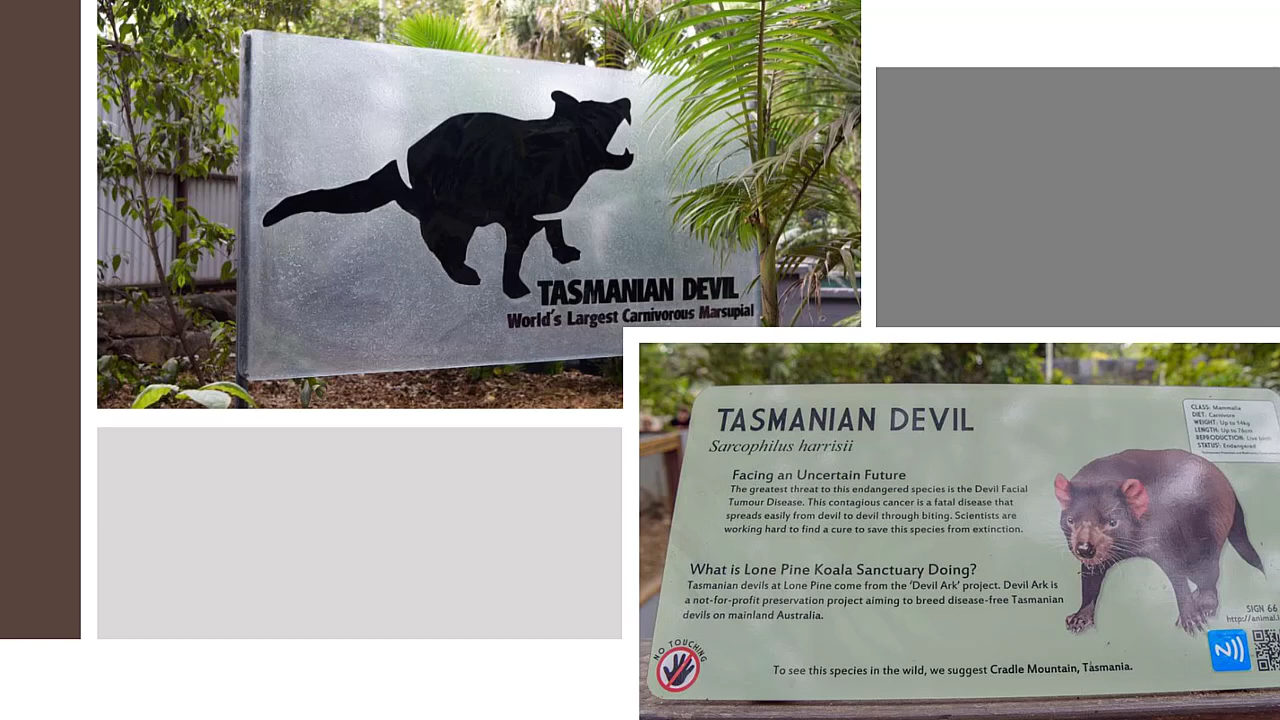 TASMANIAN DEVIL
World's Largest Carnivorous Marsupial
TASMANIAN DEVIL
Sarcophilus harrisii
CLASS: Mammalia
DIET: Carnivore
WEIGHT: Up to 14kg
LENGTH: Up to 76cm
REPRODUCTION: Live birth
STATUS: Endangered
Facing an Uncertain Future
The greatest threat to this endangered species is the Devil Facial
Tumour Disease. This contagious cancer is a fatal disease that
spreads easily from devil to devil through biting. Scientists are
working hard to find a cure to save this species from extinction.
What is Lone Pine Koala Sanctuary Doing?
Tasmanian devils at Lone Pine come from the 'Devil Ark' project. Devil Ark is
a not-for-profit preservation project aiming to breed disease-free Tasmanian
devils on mainland Australia.
SIGN 66
http://animal.
NO TOUCHING
To see this species in the wild, we suggest Cradle Mountain, Tasmania.